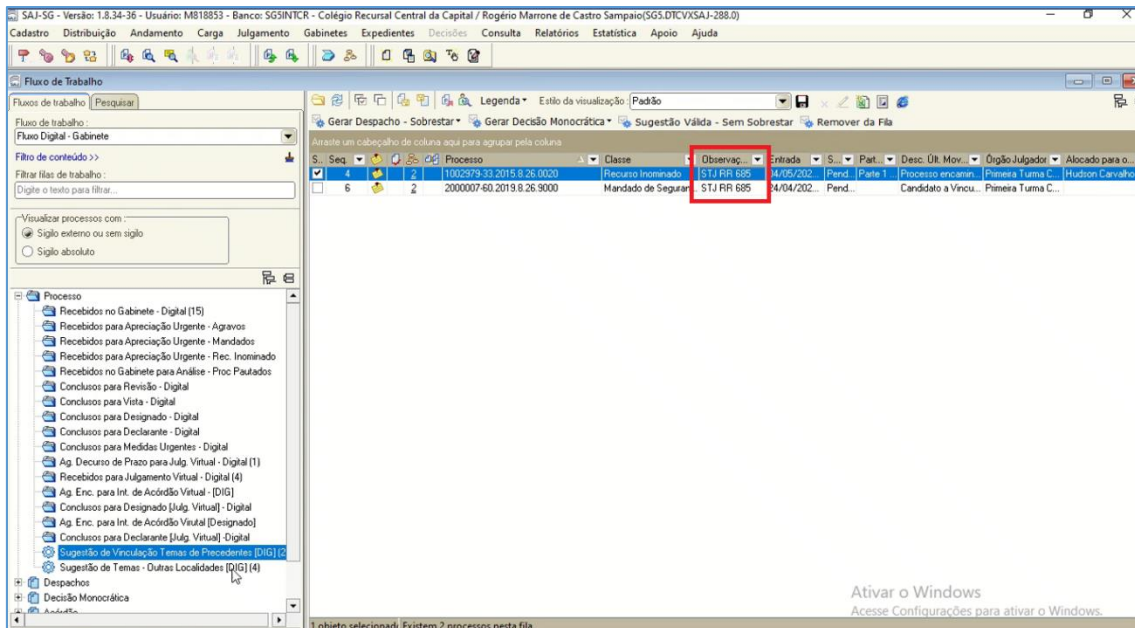 SAJ-SG - Versão: 1.8.34-36 - Usuário: M818853 - Banco: SG5INTCR - Colégio Recursal Central da Capital / Rogério Marrone de Castro Sampaio(SG5.DTCVXSAJ-288.0)
Cadastro Distribuição Andamento Carga Julgamento Gabinetes Expedientes Decisões Consulta Relatórios Estatística Apoio Ajuda
Fluxo de Trabalho
Fluxos de trabalho Pesquisar
Legenda Estilo da visualização: Padrão
Fluxo de trabalho :
Gerar Despacho - Sobrestar Gerar Decisão Monocrática Sugestão Válida - Sem Sobrestar Remover da Fila
Fluxo Digital - Gabinete
Arraste um cabeçalho de coluna aqui para agrupar pela coluna
Filtro de conteúdo >>
S.. Seq. Processo Classe Observaç... Entrada S... Part... Desc. Últ. Mov... Órgão Julgador Alocado para o...
Filtrar filas de trabalho :
4 2 1002979-33.2015.8.26.0020 Recurso Inominado STJ RR 685 04/05/202... Pend... Parte 1 ... Processo encamin... Primeira Turma C... Hudson Carvalho
Digite o texto para filtrar...
6 2 2000007-60.2019.8.26.9000 Mandado de Seguran... STJ RR 685 24/04/202... Pend... Candidato a Vincu... Primeira Turma C...
Visualizar processos com :
Sigilo externo ou sem sigilo
Sigilo absoluto
Processo
Recebidos no Gabinete - Digital (15)
Recebidos para Apreciação Urgente - Agravos
Recebidos para Apreciação Urgente - Mandados
Recebidos para Apreciação Urgente - Rec. Inominado
Recebidos no Gabinete para Análise - Proc Pautados
Conclusos para Revisão - Digital
Conclusos para Vista - Digital
Conclusos para Designado - Digital
Conclusos para Declarante - Digital
Conclusos para Medidas Urgentes - Digital
Ag. Decurso de Prazo para Julg. Virtual - Digital (1)
Recebidos para Julgamento Virtual - Digital (4)
Ag. Enc. para Int. de Acórdão Virtual - [DIG]
Conclusos para Designado [Julg. Virtual] - Digital
Ag. Enc. para Int. de Acórdão Virutal [Designado]
Conclusos para Declarante [Julg. Virtual] -Digital
Sugestão de Vinculação Temas de Precedentes [DIG] (2
Sugestão de Temas - Outras Localidades [DIG] (4)
Despachos
Decisão Monocrática
Acórdão
Ativar o Windows
Acesse Configurações para ativar o Windows.
1 objeto selecionado Existem 2 processos nesta fila